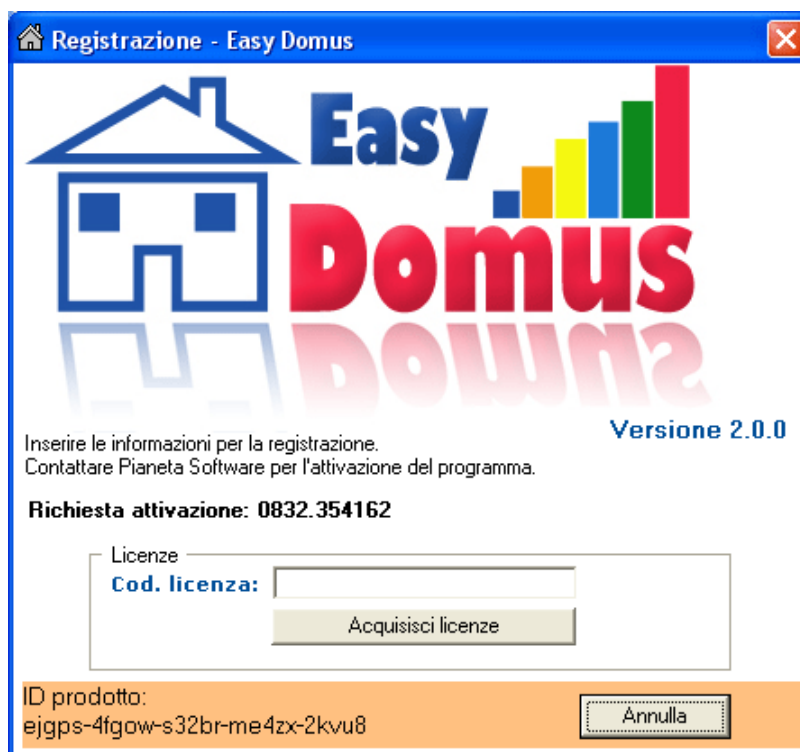 Registrazione - Easy Domus
Easy
Domus
Versione 2.0.0
Inserire le informazioni per la registrazione.
Contattare Pianeta Software per l'attivazione del programma.
Richiesta attivazione: 0832.354162
Licenze
Cod. licenza:
Acquisisci licenze
ID prodotto:
ejgps-4fgow-s32br-me4zx-2kvu8
Annulla